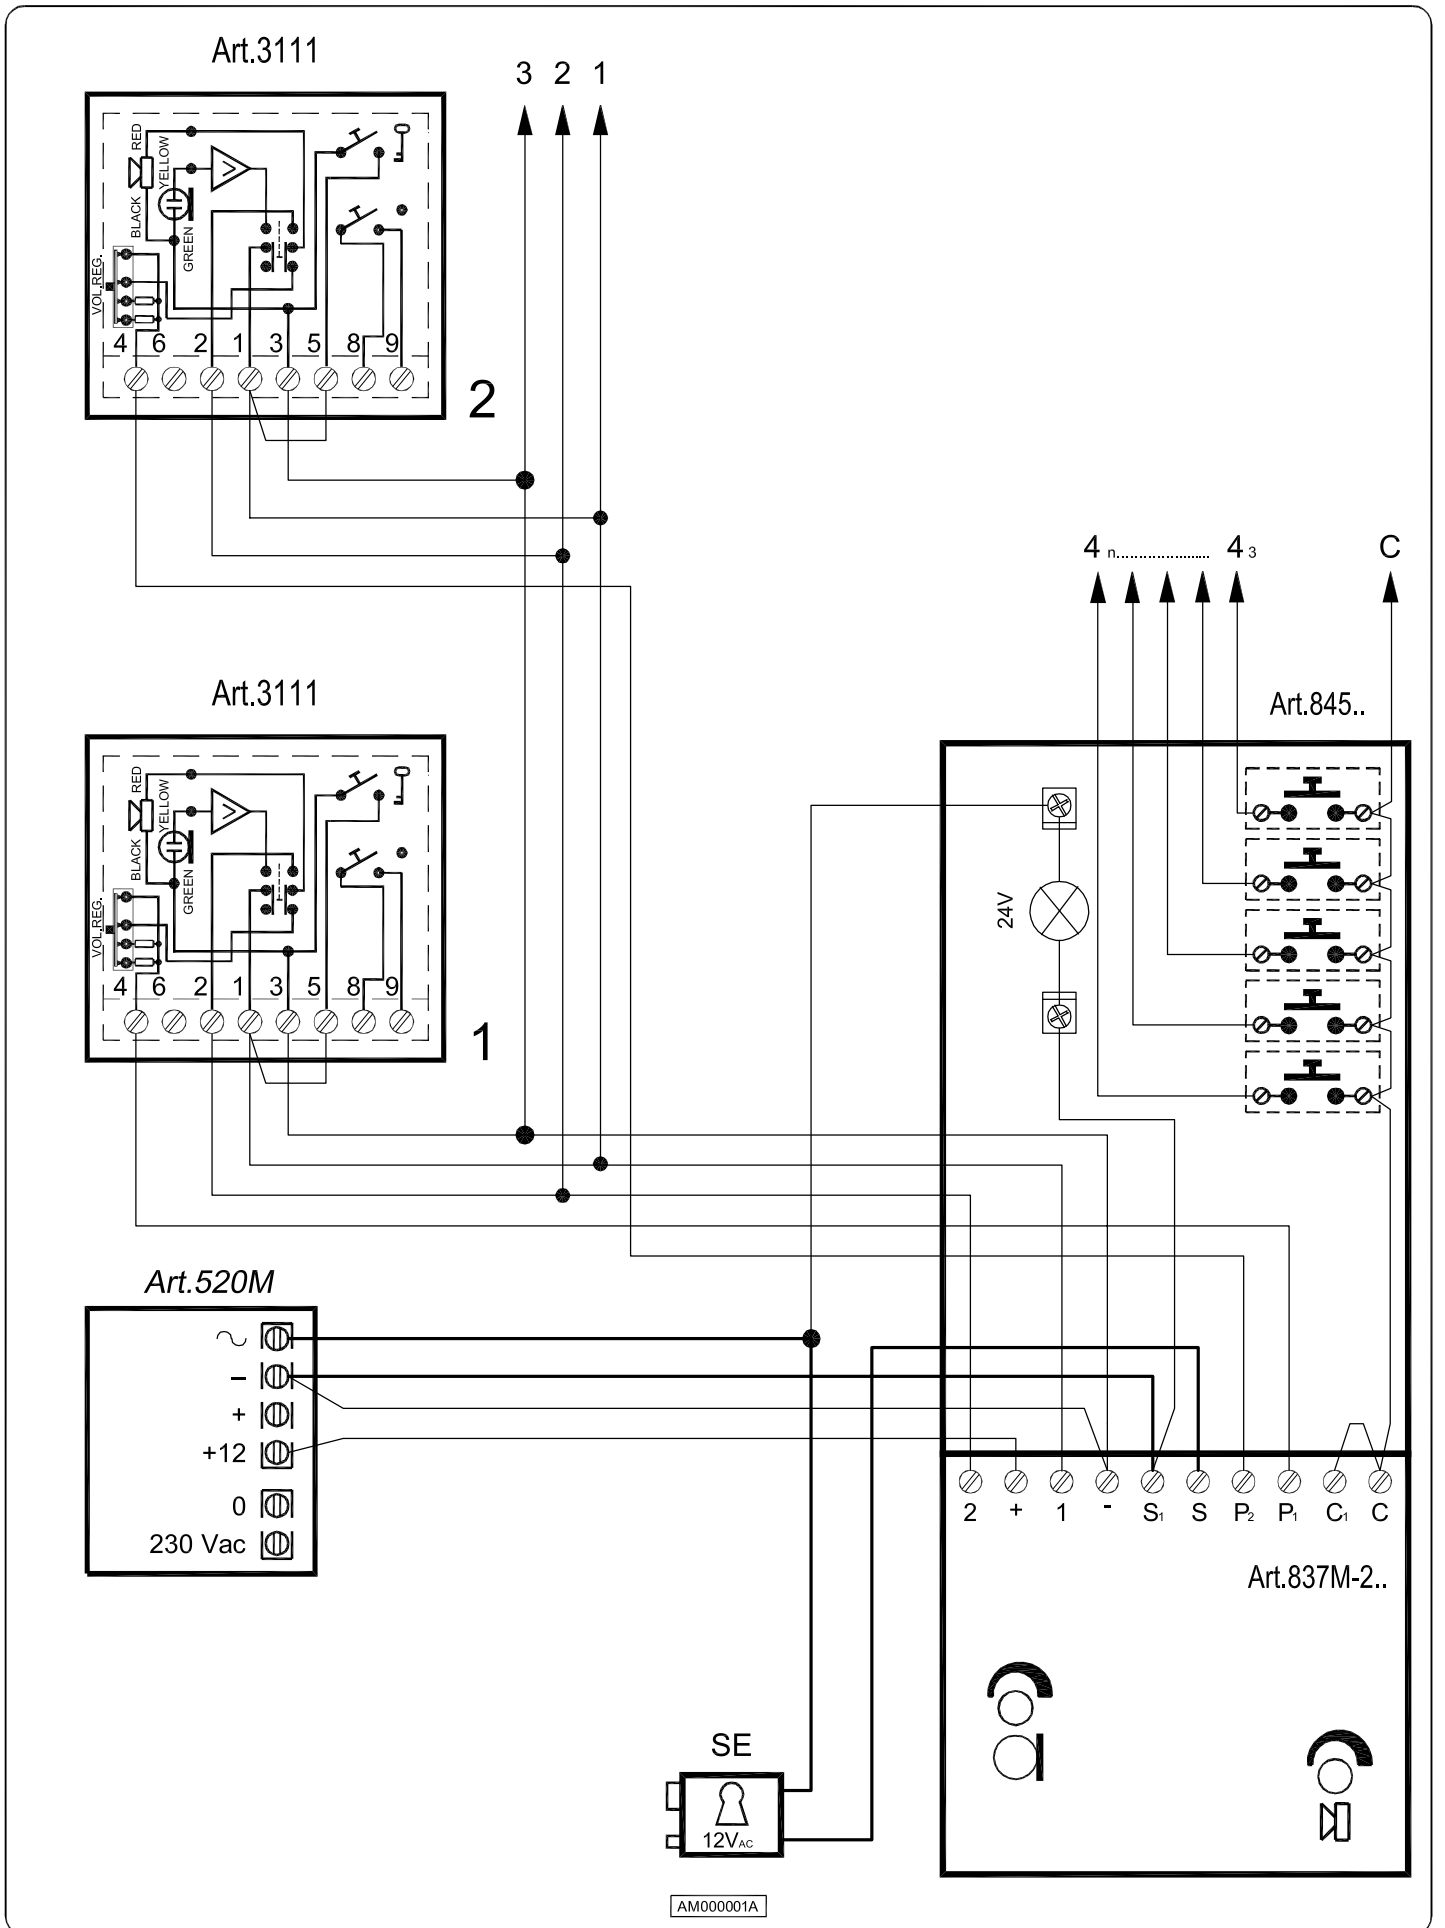 Art.3111
3 2 1
RED
YELLOW
BLACK
GREEN
VOL.REG.
4 6 2 1 3 5 8 9
2
4 n..................... 4 3 C
Art.3111
Art.845..
RED
YELLOW
BLACK
GREEN
VOL.REG.
24V
4 6 2 1 3 5 8 9
1
Art.520M
–
+
+12
0
230 Vac
2 + 1 - S1 S P2 P1 C1 C
Art.837M-2..
SE
12VAC
AM000001A